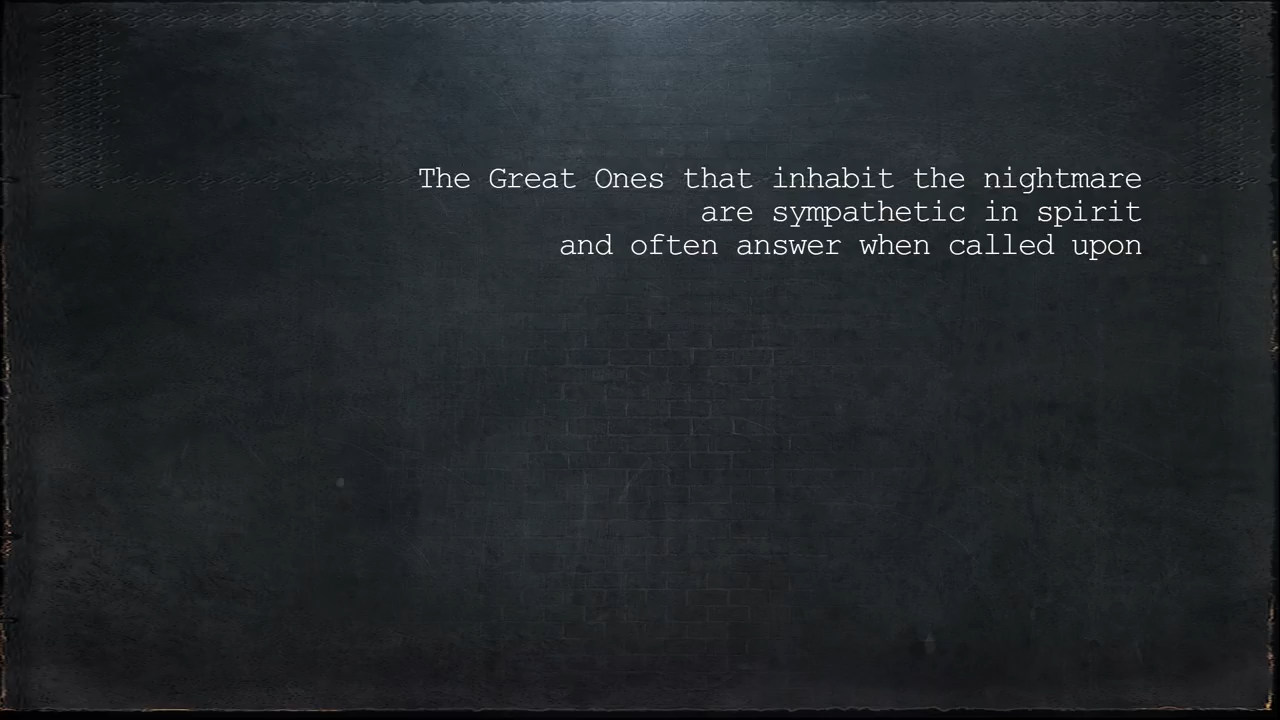 The Great Ones that inhabit the nightmare
are sympathetic in spirit
and often answer when called upon